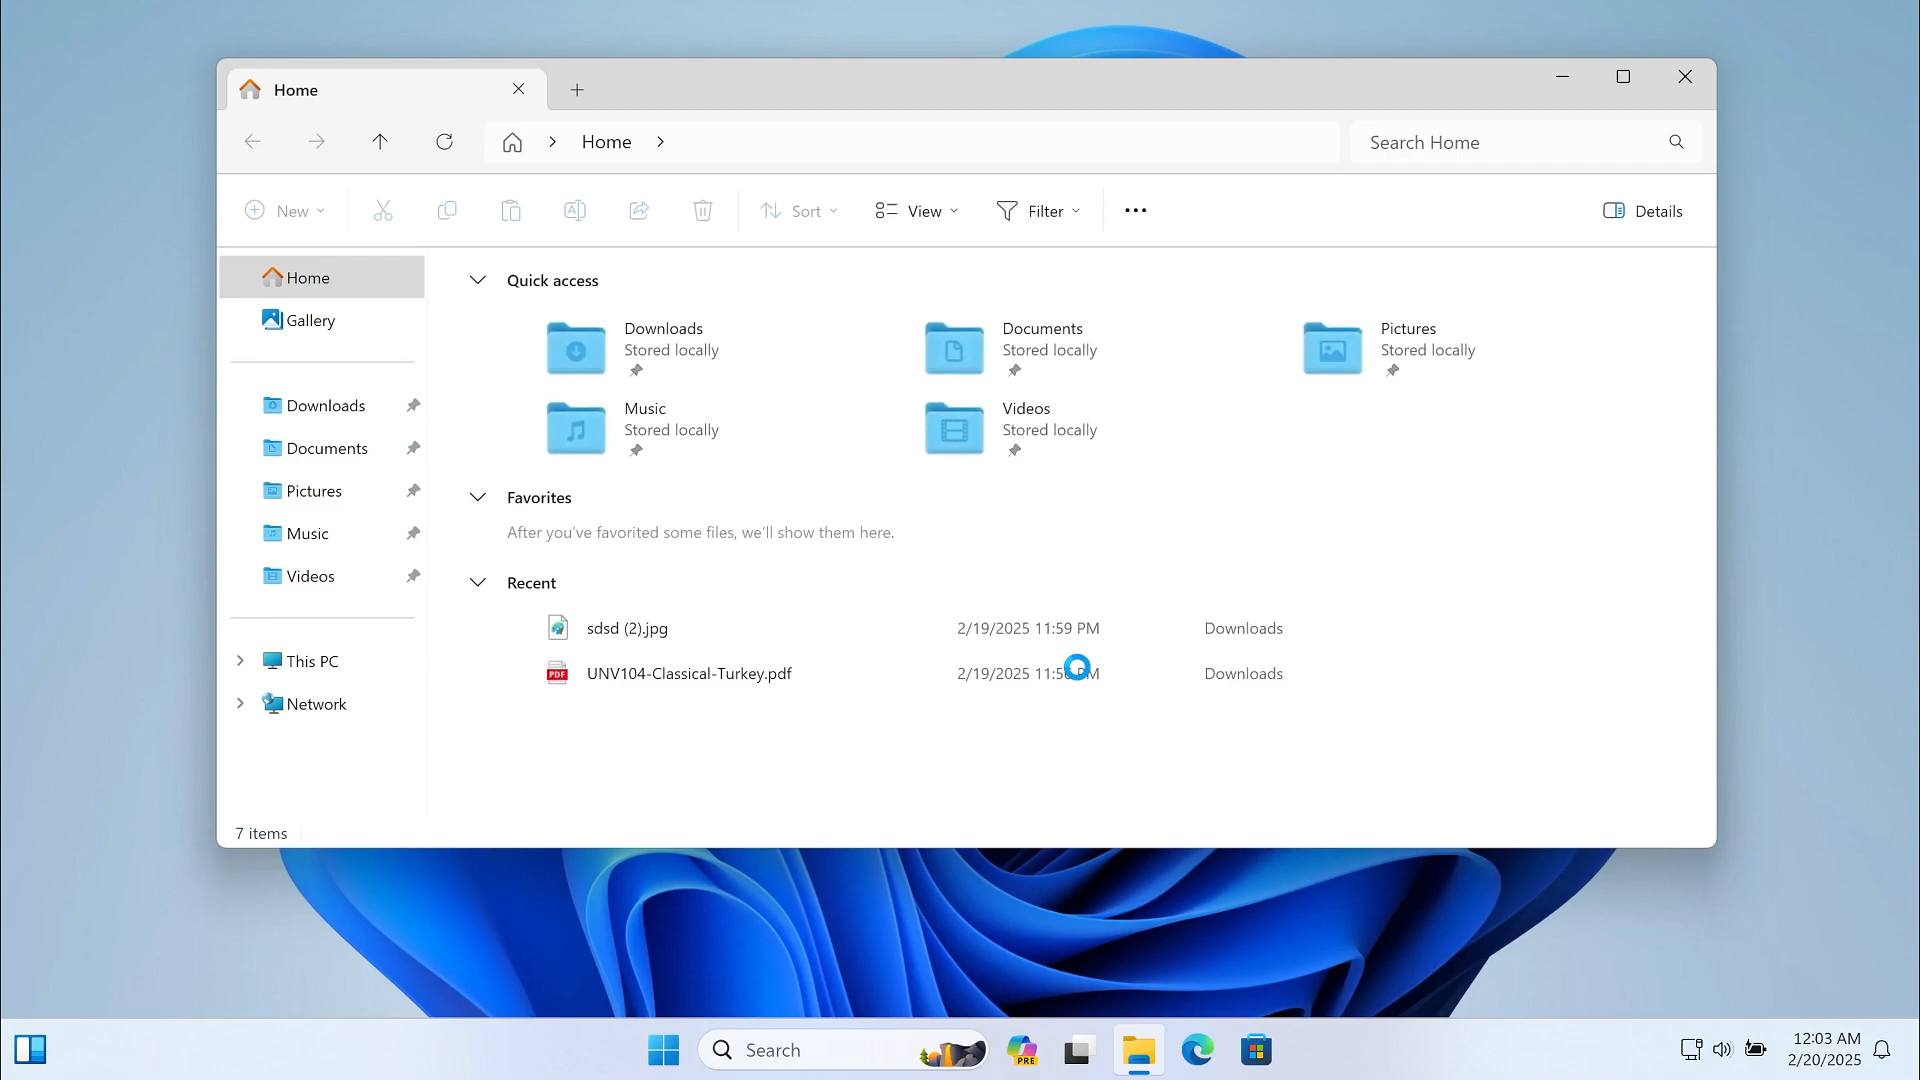 Home
Home
Search Home
New
Sort
View
Filter
Details
Home
Gallery
Downloads
Documents
Pictures
Music
Videos
This PC
Network
Quick access
Downloads
Stored locally
Documents
Stored locally
Pictures
Stored locally
Music
Stored locally
Videos
Stored locally
Favorites
After you've favorited some files, we'll show them here.
Recent
sdsd (2).jpg 2/19/2025 11:59 PM Downloads
PDF UNV104-Classical-Turkey.pdf 2/19/2025 Downloads
7 items
Search
PRE
12:03 AM
2/20/2025